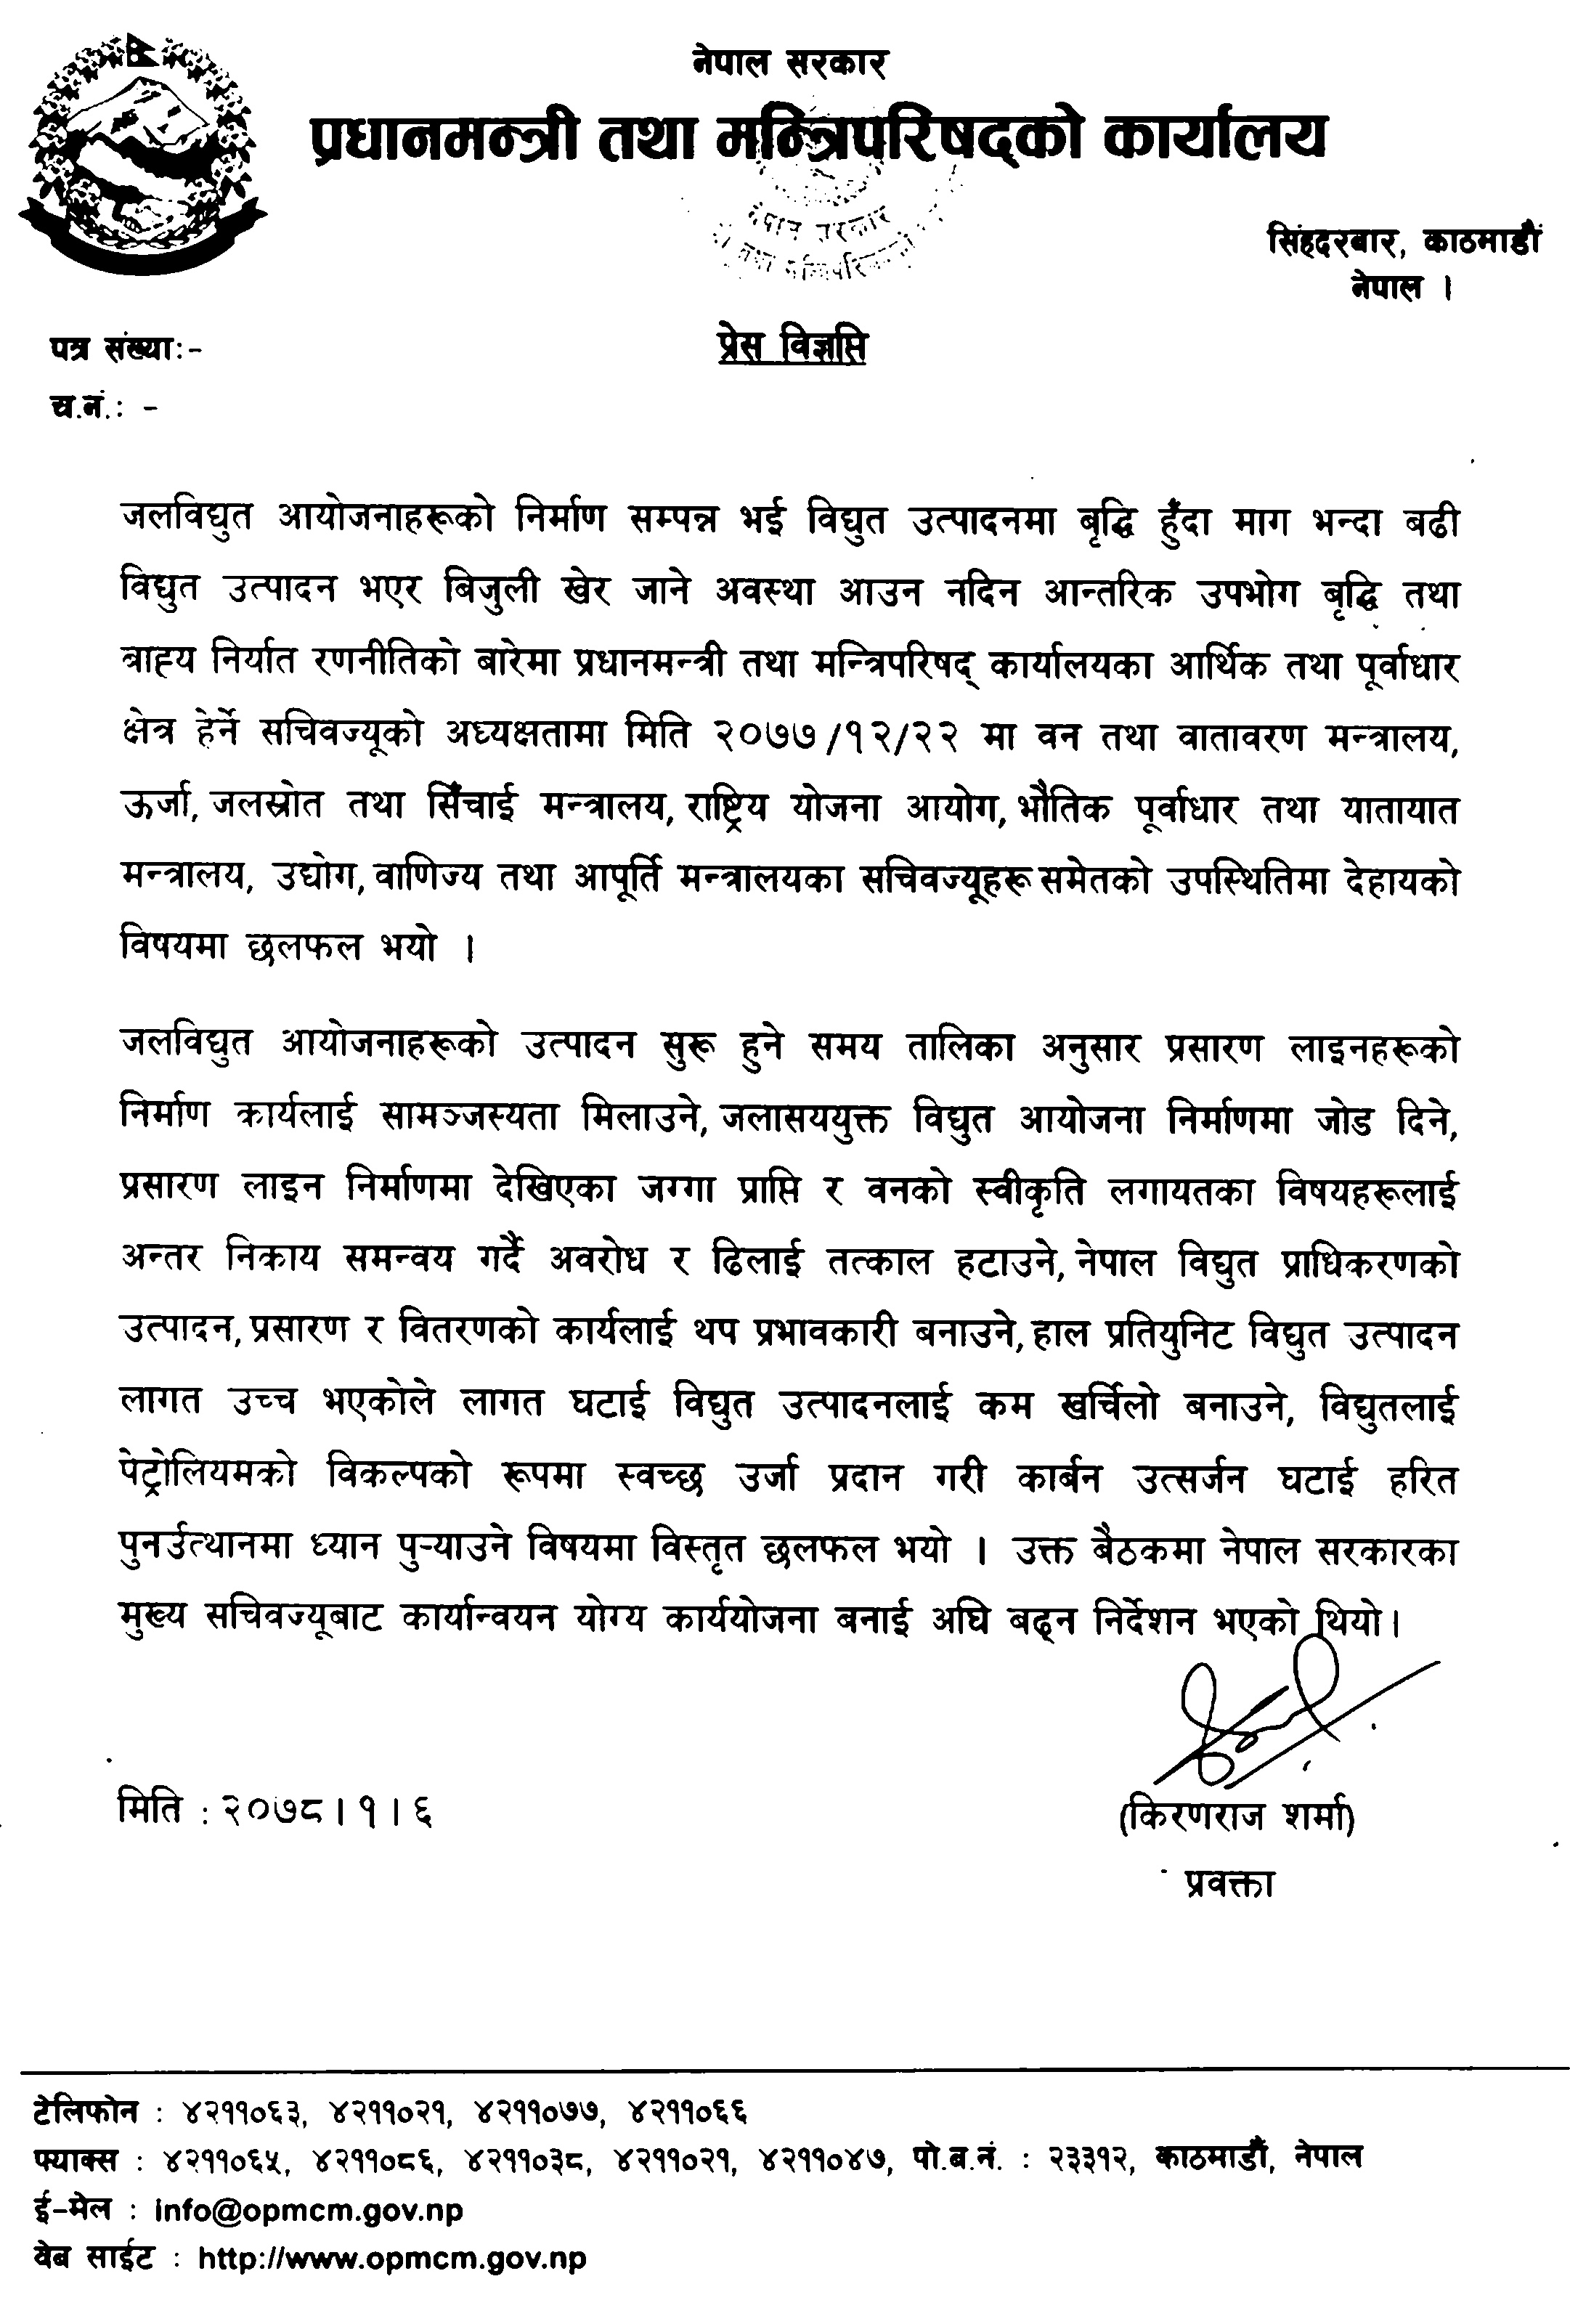 नेपाल सरकार
प्रधानमन्त्री तथा मन्त्रिपरिषद्को कार्यालय
नेपाल सरकार
सिंहदरबार, काठमाडौं
नेपाल ।
पत्र संख्या:-
प्रेस विज्ञप्ति
च.नं.: -
जलविद्युत आयोजनाहरूको निर्माण सम्पन्न भई विद्युत उत्पादनमा बृद्धि हुँदा माग भन्दा बढी
विद्युत उत्पादन भएर बिजुली खेर जाने अवस्था आउन नदिन आन्तरिक उपभोग बृद्धि तथा
त्राह्य निर्यात रणनीतिको बारेमा प्रधानमन्त्री तथा मन्त्रिपरिषद् कार्यालयका आर्थिक तथा पूर्वाधार
क्षेत्र हेर्ने सचिवज्यूको अध्यक्षतामा मिति २०७७/१२/२२ मा वन तथा वातावरण मन्त्रालय,
ऊर्जा, जलस्रोत तथा सिँचाई मन्त्रालय, राष्ट्रिय योजना आयोग, भौतिक पूर्वाधार तथा यातायात
मन्त्रालय, उद्योग, वाणिज्य तथा आपूर्ति मन्त्रालयका सचिवज्यूहरू समेतको उपस्थितिमा देहायको
विषयमा छलफल भयो ।
जलविद्युत आयोजनाहरूको उत्पादन सुरू हुने समय तालिका अनुसार प्रसारण लाइनहरूको
निर्माण कार्यलाई सामञ्जस्यता मिलाउने, जलासययुक्त विद्युत आयोजना निर्माणमा जोड दिने,
प्रसारण लाइन निर्माणमा देखिएका जग्गा प्राप्ति र वनको स्वीकृति लगायतका विषयहरूलाई
अन्तर निकाय समन्वय गर्दै अवरोध र ढिलाई तत्काल हटाउने, नेपाल विद्युत प्राधिकरणको
उत्पादन, प्रसारण र वितरणको कार्यलाई थप प्रभावकारी बनाउने, हाल प्रतियुनिट विद्युत उत्पादन
लागत उच्च भएकोले लागत घटाई विद्युत उत्पादनलाई कम खर्चिलो बनाउने, विद्युतलाई
पेट्रोलियमको विकल्पको रूपमा स्वच्छ उर्जा प्रदान गरी कार्बन उत्सर्जन घटाई हरित
पुनर्उत्थानमा ध्यान पुऱ्याउने विषयमा विस्तृत छलफल भयो । उक्त बैठकमा नेपाल सरकारका
मुख्य सचिवज्यूबाट कार्यान्वयन योग्य कार्ययोजना बनाई अघि बढ्न निर्देशन भएको थियो।
मिति : २०७८।१।६
(किरणराज शर्मा)
प्रवक्ता
टेलिफोन : ४२११०६३, ४२११०२१, ४२११०७७, ४२११०६६
फ्याक्स : ४२११०६५, ४२११०८६, ४२११०३८, ४२११०२१, ४२११०४७, पो.ब.नं. : २३३१२, काठमाडौं, नेपाल
ई-मेल : info@opmcm.gov.np
वेब साईट : http://www.opmcm.gov.np